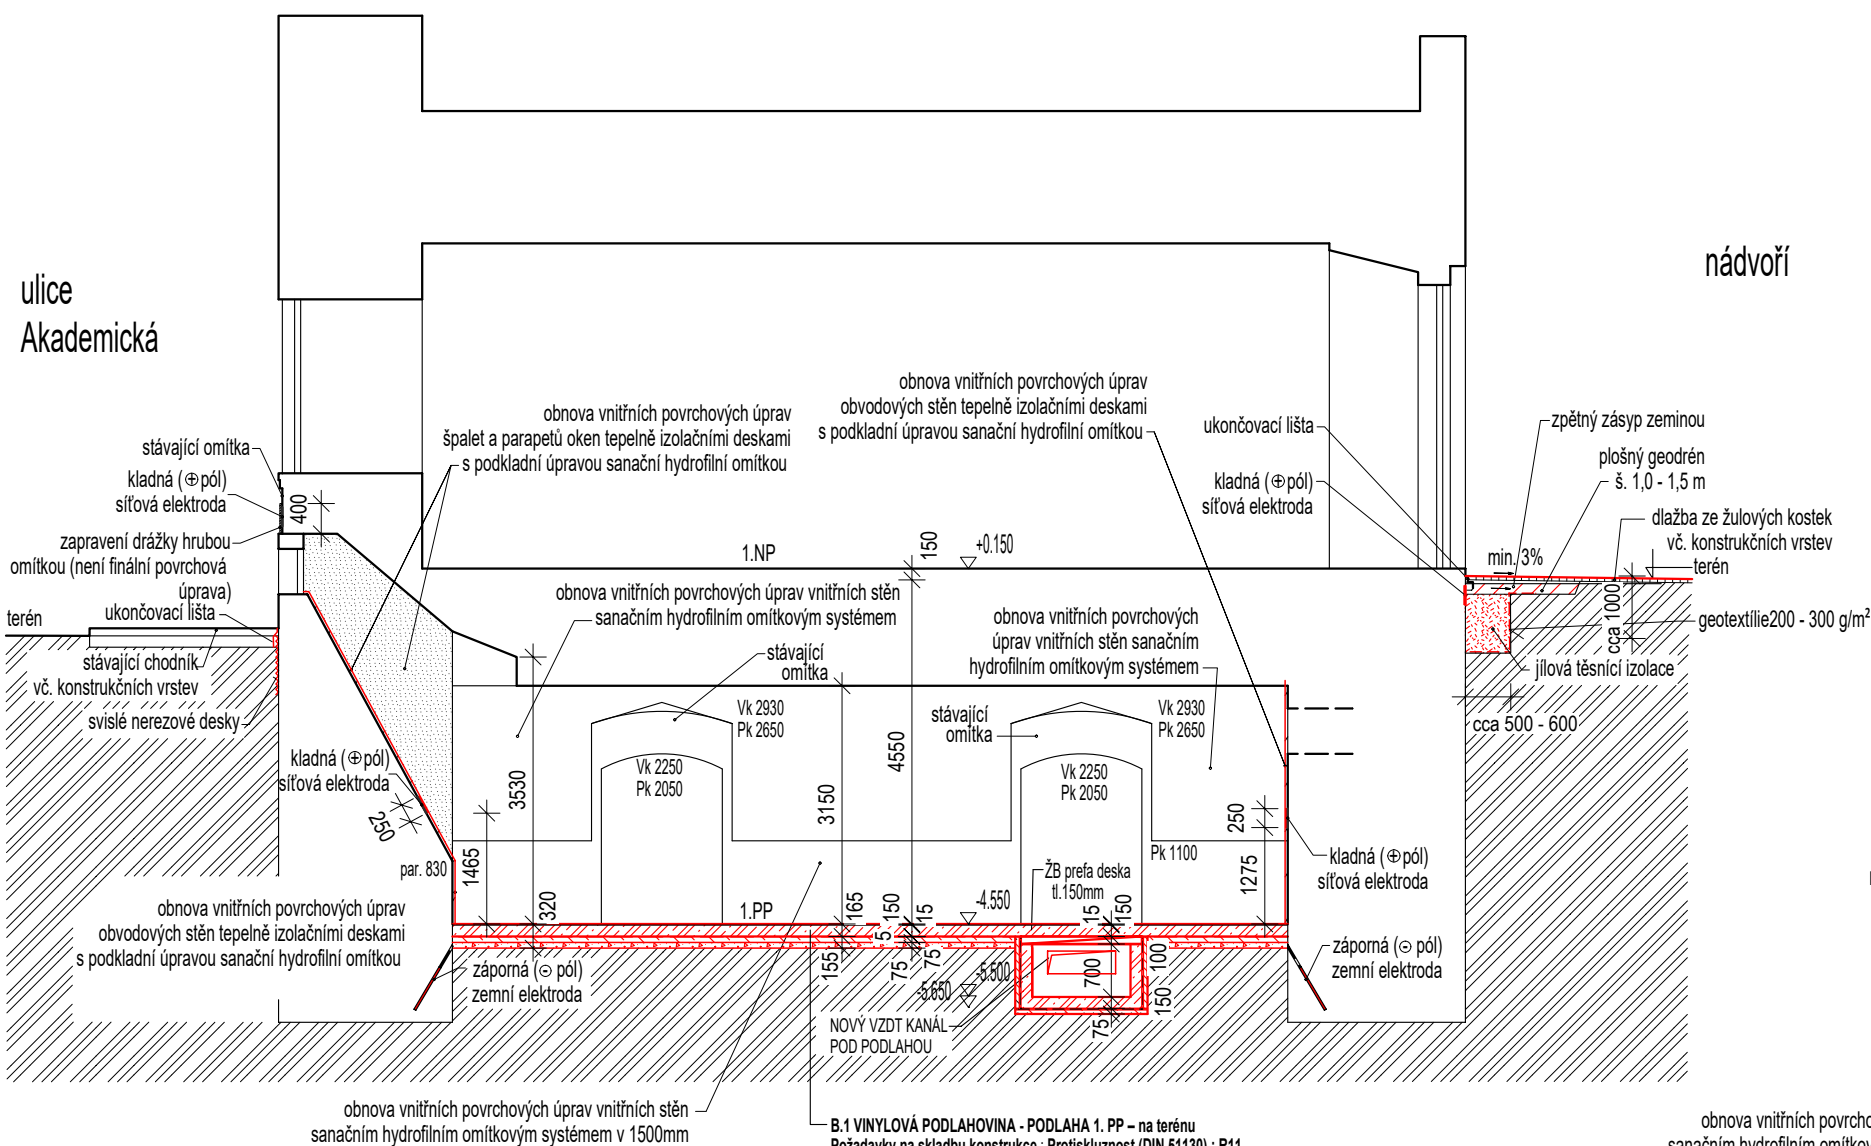 ulice
Akademická
nádvoří
obnova vnitřních povrchových úprav
špalet a parapetů oken tepelně izolačními deskami
s podkladní úpravou sanační hydrofilní omítkou
obnova vnitřních povrchových úprav
obvodových stěn tepelně izolačními deskami
s podkladní úpravou sanační hydrofilní omítkou
stávající omítka
kladná (⊕pól)
síťová elektroda
zapravení drážky hrubou
omítkou (není finální povrchová
úprava)
ukončovací lišta
terén
stávající chodník
vč. konstrukčních vrstev
svislé nerezové desky
kladná (⊕pól)
síťová elektroda
400
250
par. 830
1465
3530
320
obnova vnitřních povrchových úprav
obvodových stěn tepelně izolačními deskami
s podkladní úpravou sanační hydrofilní omítkou
záporná (⊖ pól)
zemní elektroda
1.NP
+0.150
150
obnova vnitřních povrchových úprav vnitřních stěn
sanačním hydrofilním omítkovým systémem
stávající
omítka
Vk 2930
Pk 2650
Vk 2250
Pk 2050
3150
4550
obnova vnitřních povrchových
úprav vnitřních stěn sanačním
hydrofilním omítkovým systémem
stávající
omítka
Vk 2930
Pk 2650
Vk 2250
Pk 2050
Pk 1100
250
1275
ŽB prefa deska
tl.150mm
1.PP
-4.550
165
150
15
5
155
75
75
15
150
-5.500
-5.650
700
100
150
75
NOVÝ VZDT KANÁL
POD PODLAHOU
ukončovací lišta
kladná (⊕pól)
síťová elektroda
zpětný zásyp zeminou
plošný geodrén
š. 1,0 - 1,5 m
dlažba ze žulových kostek
vč. konstrukčních vrstev
terén
min. 3%
cca 1000
geotextílie200 - 300 g/m²
jílová těsnící izolace
cca 500 - 600
kladná (⊕pól)
síťová elektroda
záporná (⊖ pól)
zemní elektroda
obnova vnitřních povrchových úprav vnitřních stěn
sanačním hydrofilním omítkovým systémem v 1500mm
B.1 VINYLOVÁ PODLAHOVINA - PODLAHA 1. PP – na terénu
Požadavky na skladbu konstrukce : Protiskluznost (DIN 51130) : R11
obnova vnitřních
sanačním hydrofilním